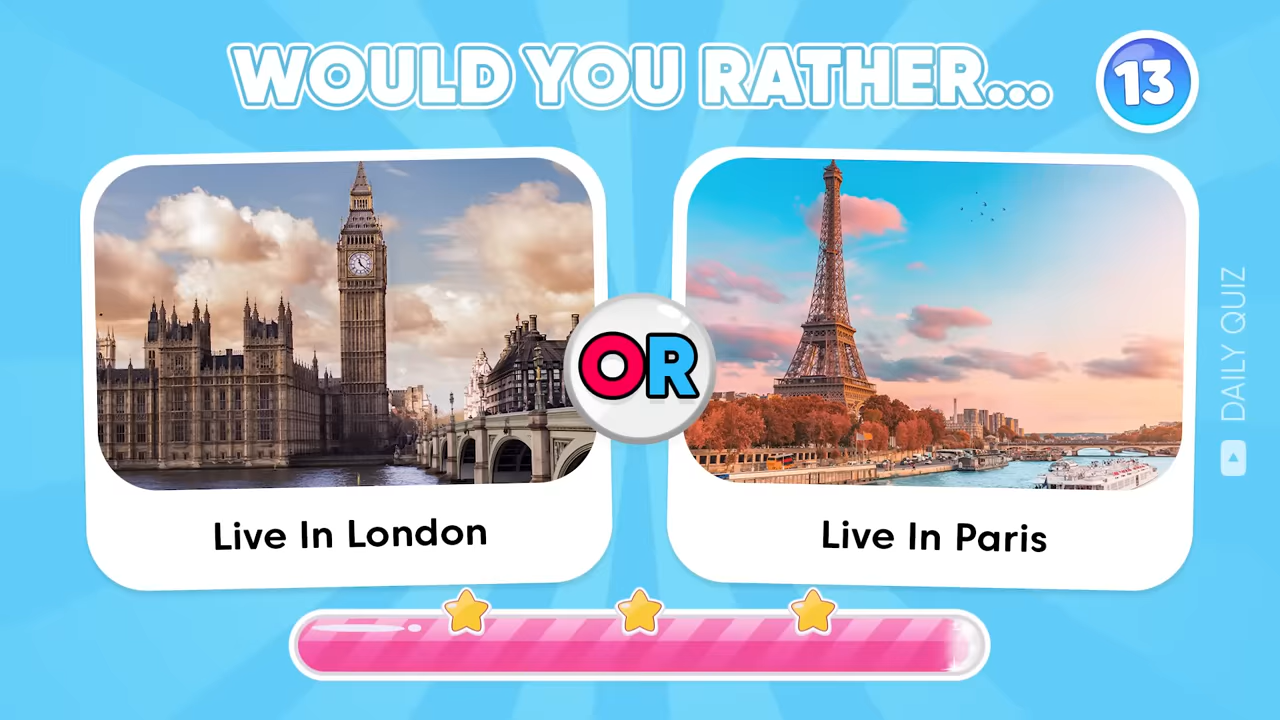 WOULD YOU RATHER...
13
OR
Live In London
Live In Paris
DAILY QUIZ